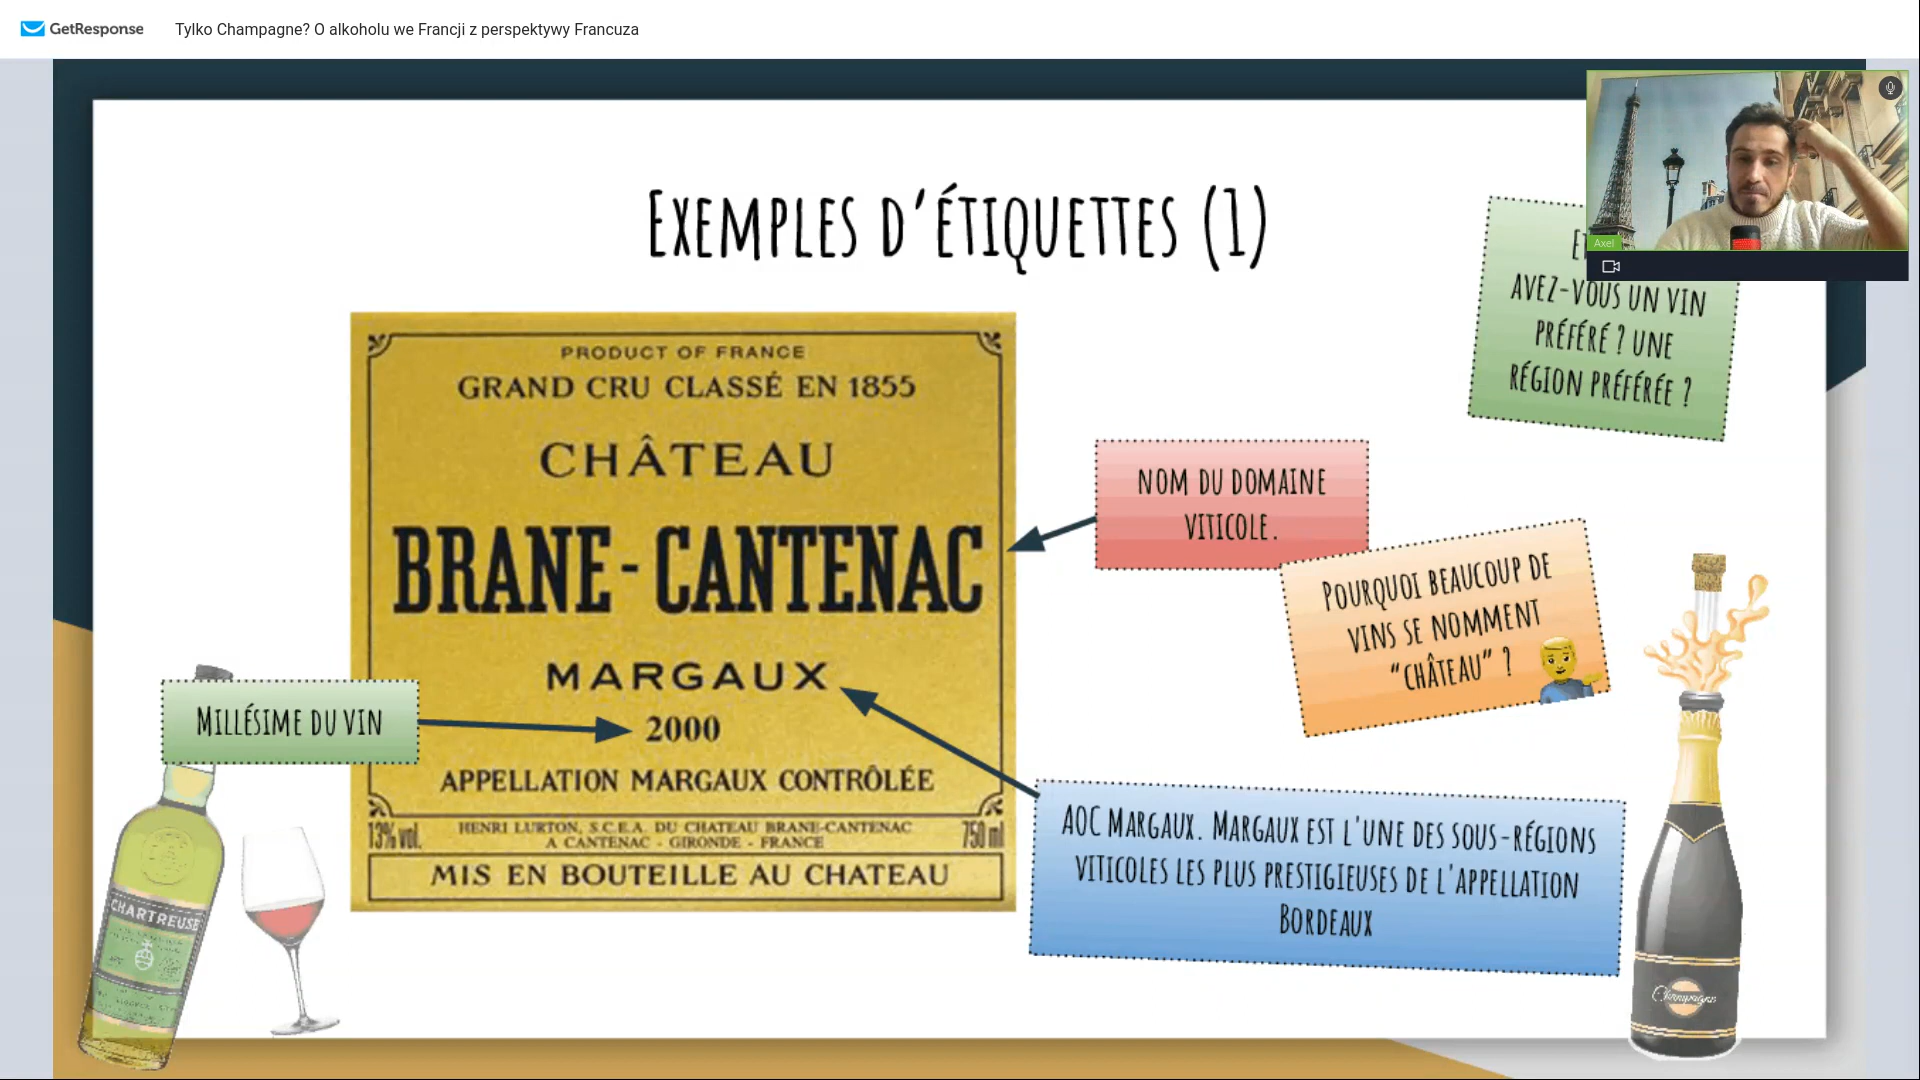 GetResponse
Tylko Champagne? O alkoholu we Francji z perspektywy Francuza
Axel
Exemples d'étiquettes (1)
avez-vous un vin
préféré ? une
région préférée ?
PRODUCT OF FRANCE
GRAND CRU CLASSÉ EN 1855
CHÂTEAU
BRANE-CANTENAC
MARGAUX
2000
APPELLATION MARGAUX CONTRÔLÉE
13% vol.
HENRI LURTON, S.C.E.A. DU CHATEAU BRANE-CANTENAC
A CANTENAC - GIRONDE - FRANCE
750 ml
MIS EN BOUTEILLE AU CHATEAU
nom du domaine
viticole.
Pourquoi beaucoup de
vins se nomment
“château” ?
Millésime du vin
AOC Margaux. Margaux est l'une des sous-régions
viticoles les plus prestigieuses de l'appellation
Bordeaux
CHARTREUSE
Champagne